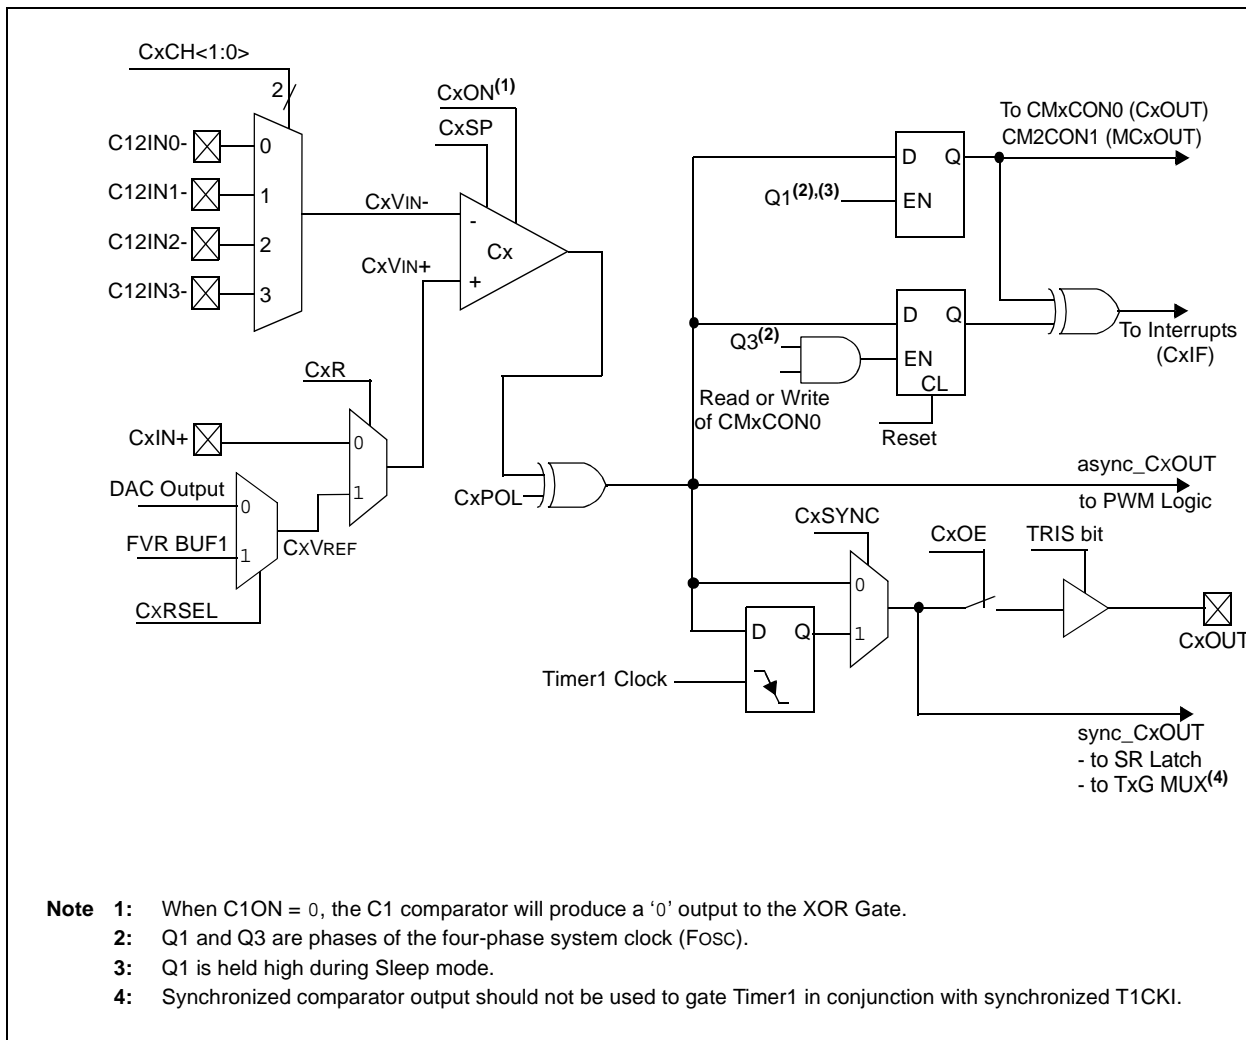 CxCH<1:0>
2
CxON(1)
CxSP
C12IN0-
0
C12IN1-
1
C12IN2-
2
C12IN3-
3
CxVIN-
-
Cx
CxVIN+
+
CxR
CxIN+
0
1
DAC Output
0
FVR BUF1
1
CxVREF
CxRSEL
CxPOL
D
Q
Q1(2),(3)
EN
To CMxCON0 (CxOUT)
CM2CON1 (MCxOUT)
D
Q
Q3(2)
EN
CL
Read or Write
of CMxCON0
Reset
To Interrupts
(CxIF)
async_CxOUT
to PWM Logic
CxSYNC
0
1
CxOE
TRIS bit
CxOUT
D
Q
Timer1 Clock
sync_CxOUT
- to SR Latch
- to TxG MUX(4)
Note 1: When C1ON = 0, the C1 comparator will produce a ‘0’ output to the XOR Gate.
2: Q1 and Q3 are phases of the four-phase system clock (FOSC).
3: Q1 is held high during Sleep mode.
4: Synchronized comparator output should not be used to gate Timer1 in conjunction with synchronized T1CKI.